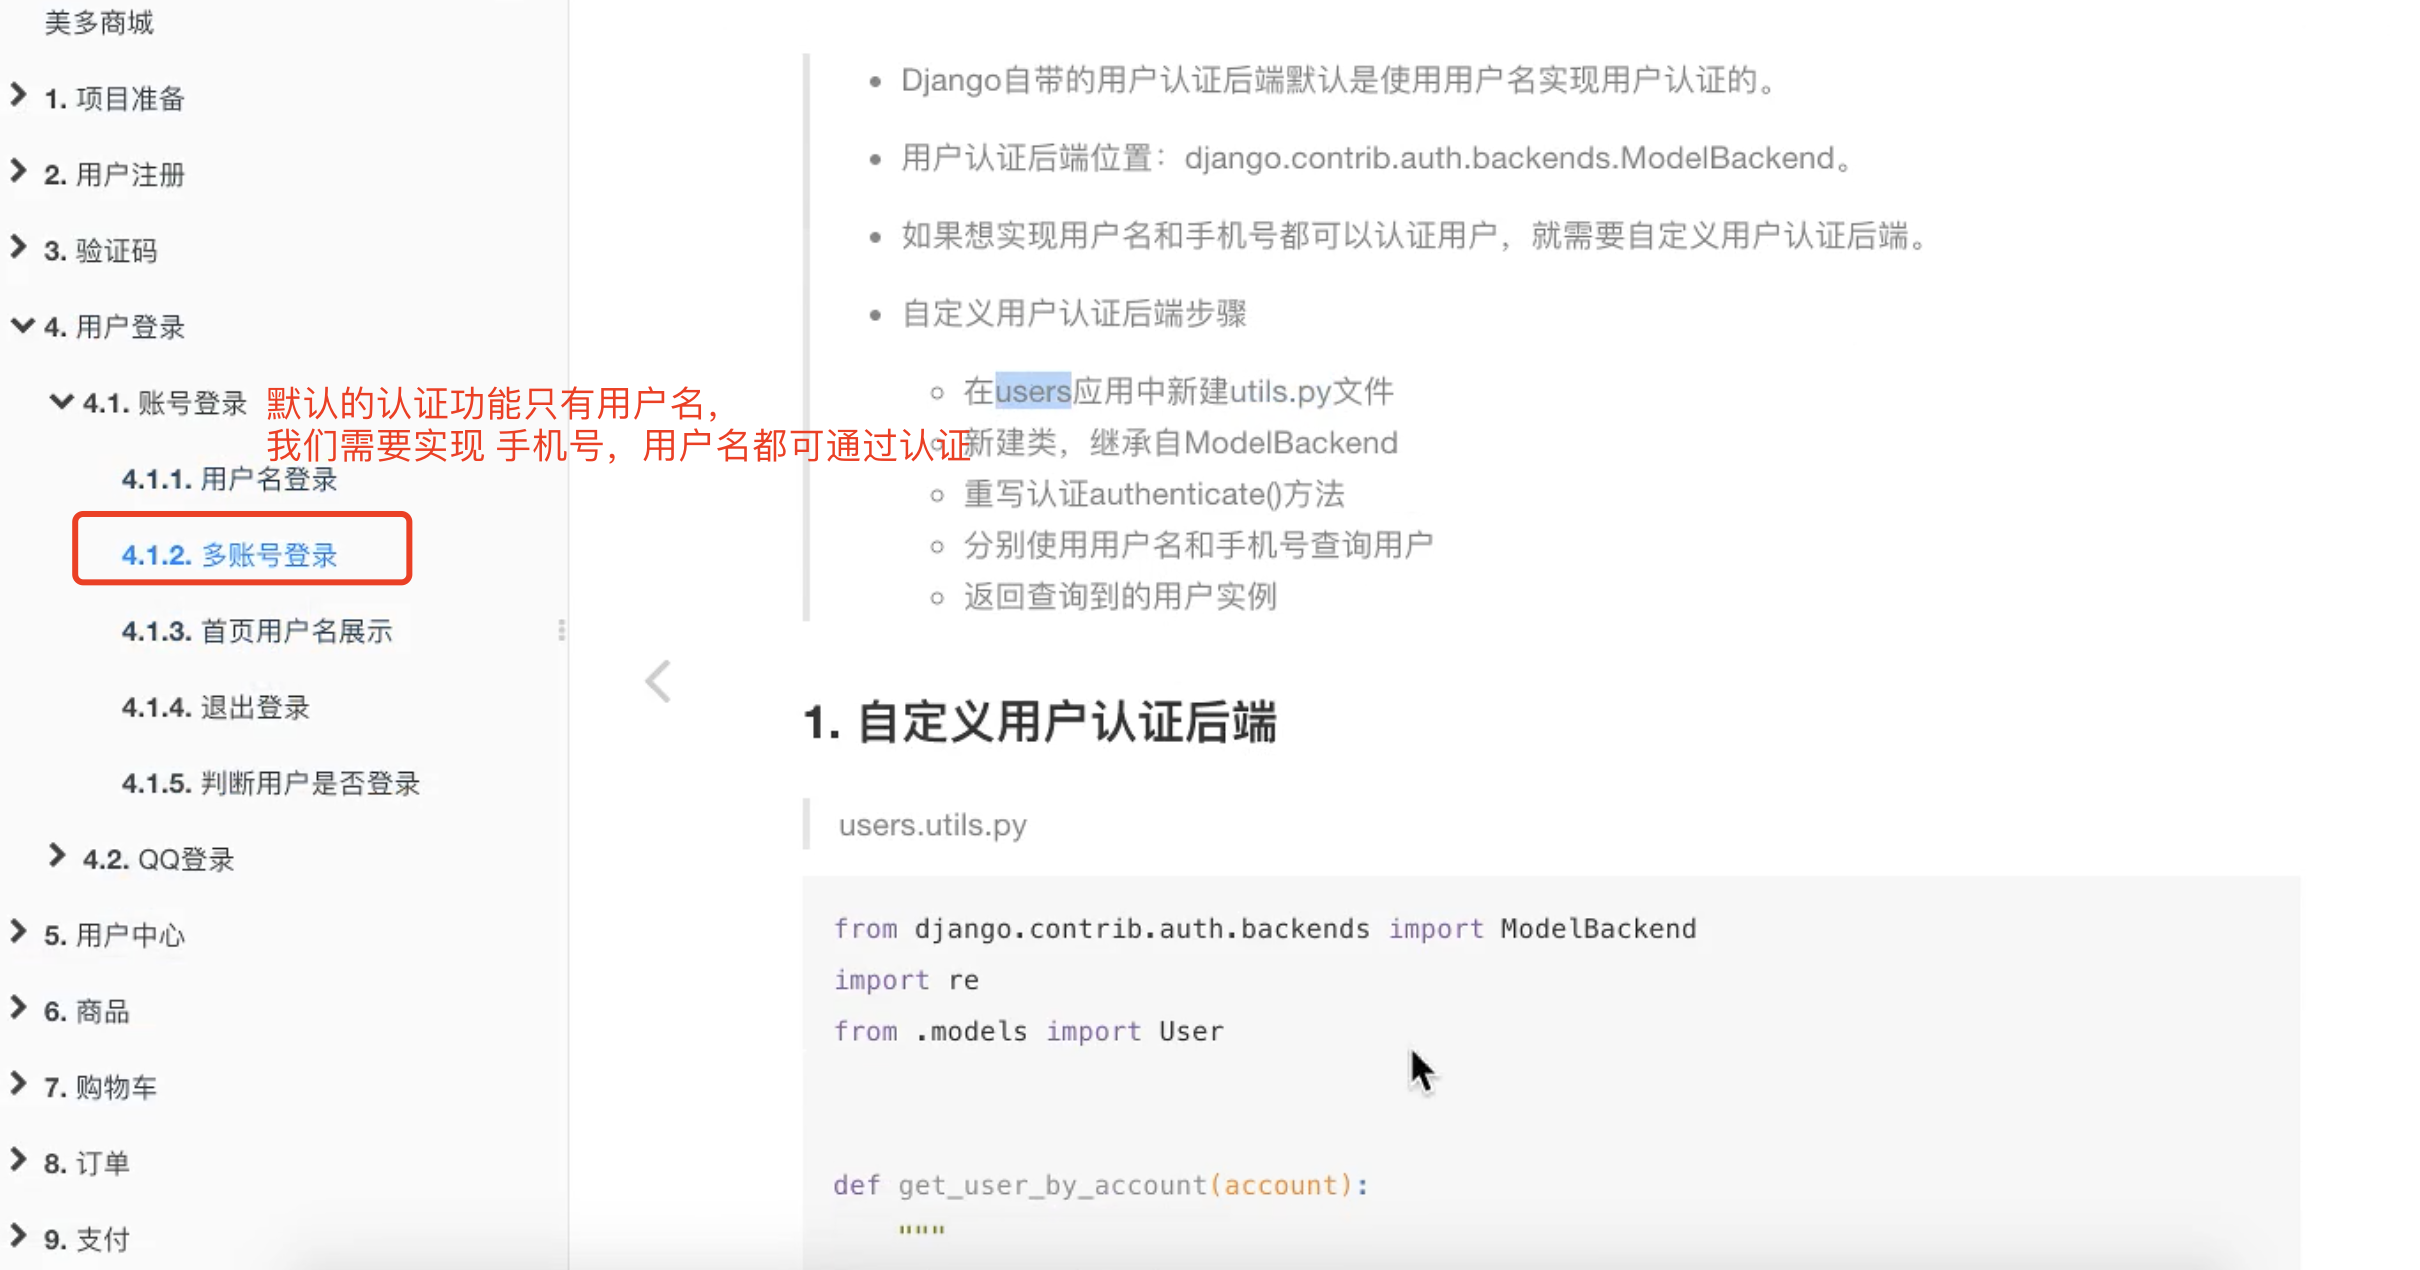 美多商城
1. 项目准备
2. 用户注册
3. 验证码
4. 用户登录
4.1. 账号登录
默认的认证功能只有用户名，
我们需要实现 手机号，用户名都可通过认证
4.1.1. 用户名登录
4.1.2. 多账号登录
4.1.3. 首页用户名展示
4.1.4. 退出登录
4.1.5. 判断用户是否登录
4.2. QQ登录
5. 用户中心
6. 商品
7. 购物车
8. 订单
9. 支付
Django自带的用户认证后端默认是使用用户名实现用户认证的。
用户认证后端位置：django.contrib.auth.backends.ModelBackend。
如果想实现用户名和手机号都可以认证用户，就需要自定义用户认证后端。
自定义用户认证后端步骤
在users应用中新建utils.py文件
新建类，继承自ModelBackend
重写认证authenticate()方法
分别使用用户名和手机号查询用户
返回查询到的用户实例
1. 自定义用户认证后端
users.utils.py
from django.contrib.auth.backends import ModelBackend
import re
from .models import User
def get_user_by_account(account):
"""